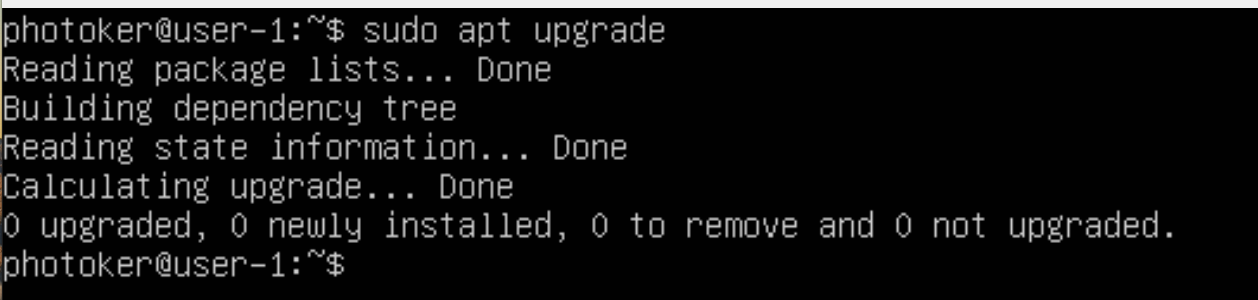 photoker@user-1:~$ sudo apt upgrade
Reading package lists... Done
Building dependency tree
Reading state information... Done
Calculating upgrade... Done
0 upgraded, 0 newly installed, 0 to remove and 0 not upgraded.
photoker@user-1:~$